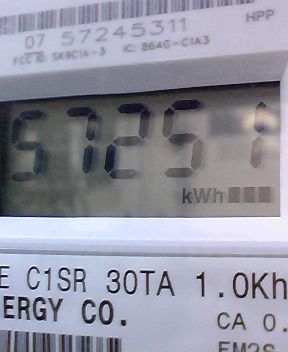 HPP
07 57245311
FCC ID: SK9C1A-3 IC: 864G-C1A3
57251
kWh
E C1SR 30TA 1.0Kh
ERGY CO.
CA 0.
EM2S